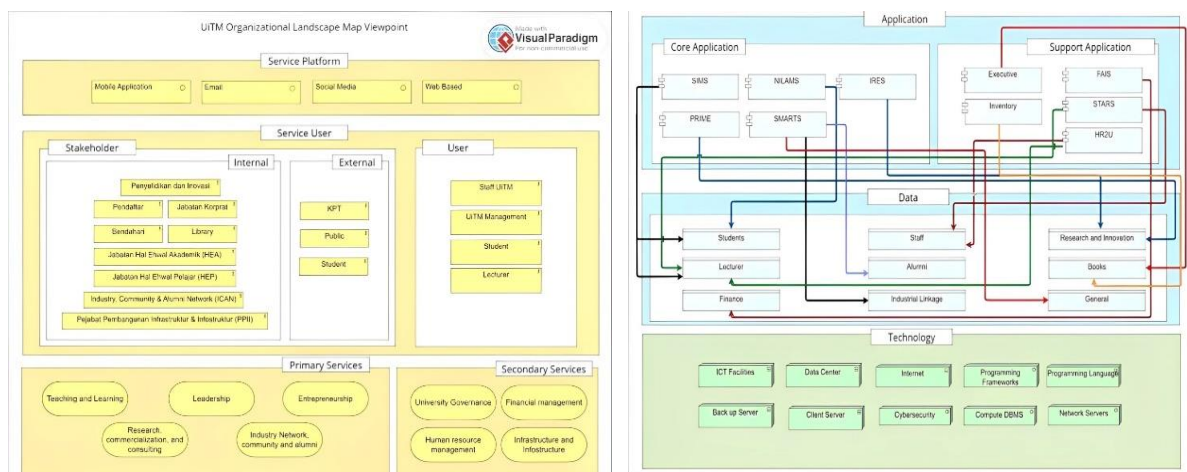 UiTM Organizational Landscape Map Viewpoint
Made with
Visual Paradigm
For non-commercial use
Service Platform
Mobile Application
Email
Social Media
Web Based
Service User
Stakeholder
Internal
External
User
Penyelidikan dan Inovasi
Pendaftar
Jabatan Korprat
Bendahari
Library
Jabatan Hal Ehwal Akademik (HEA)
Jabatan Hal Ehwal Pelajar (HEP)
Industry, Community & Alumni Network (ICAN)
Pejabat Pembangunan Infrastruktur & Infostruktur (PPII)
KPT
Public
Student
Staff UiTM
UiTM Management
Student
Lecturer
Primary Services
Teaching and Learning
Leadership
Entrepreneurship
Research,
commercialization, and
consulting
Industry Network,
community and alumni
Secondary Services
University Governance
Financial management
Human resource
management
Infrastructure and
Infostructure
Application
Core Application
SIMS
NILAMS
IRES
PRIME
SMARTS
Support Application
Executive
FAIS
Inventory
STARS
HR2U
Data
Students
Staff
Research and Innovation
Lecturer
Alumni
Books
Finance
Industrial Linkage
General
Technology
ICT Facilities
Data Center
Internet
Programming
Frameworks
Programming Language
Back up Server
Client Server
Cybersecurity
Compute DBMS
Network Servers